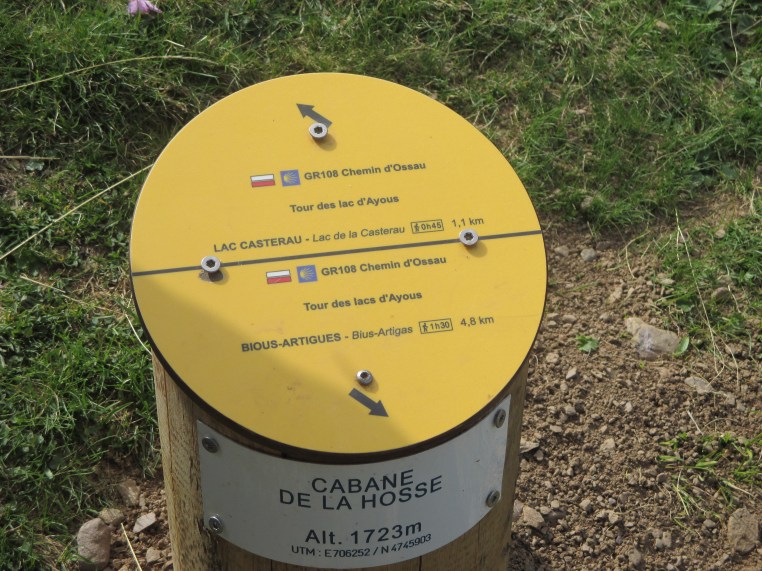 GR108 Chemin d'Ossau
Tour des lac d'Ayous
LAC CASTERAU - Lac de la Casterau 0h45 1,1 km
GR108 Chemin d'Ossau
Tour des lacs d'Ayous
BIOUS-ARTIGUES - Bius-Artigas 1h30 4,8 km
CABANE
DE LA HOSSE
Alt. 1723m
UTM : E706252 / N 4745903